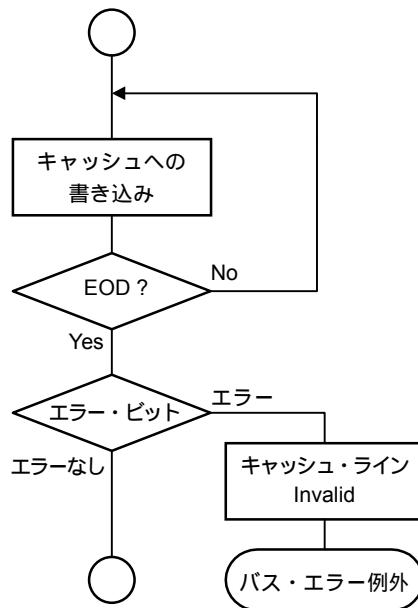 キャッシュへの
書き込み
EOD ?
No
Yes
エラー・ビット
エラー
エラーなし
キャッシュ・ライン
Invalid
バス・エラー例外